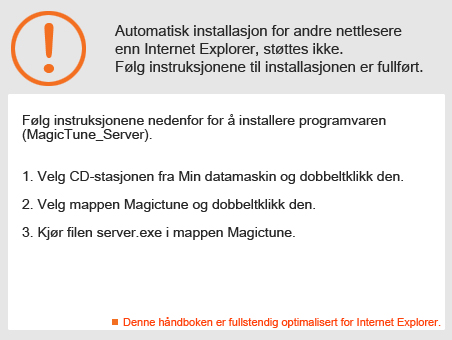 Automatisk installasjon for andre nettlesere
enn Internet Explorer, støttes ikke.
Følg instruksjonene til installasjonen er fullført.
Følg instruksjonene nedenfor for å installere programvaren
(MagicTune_Server).
1. Velg CD-stasjonen fra Min datamaskin og dobbeltklikk den.
2. Velg mappen Magictune og dobbeltklikk den.
3. Kjør filen server.exe i mappen Magictune.
Denne håndboken er fullstendig optimalisert for Internet Explorer.